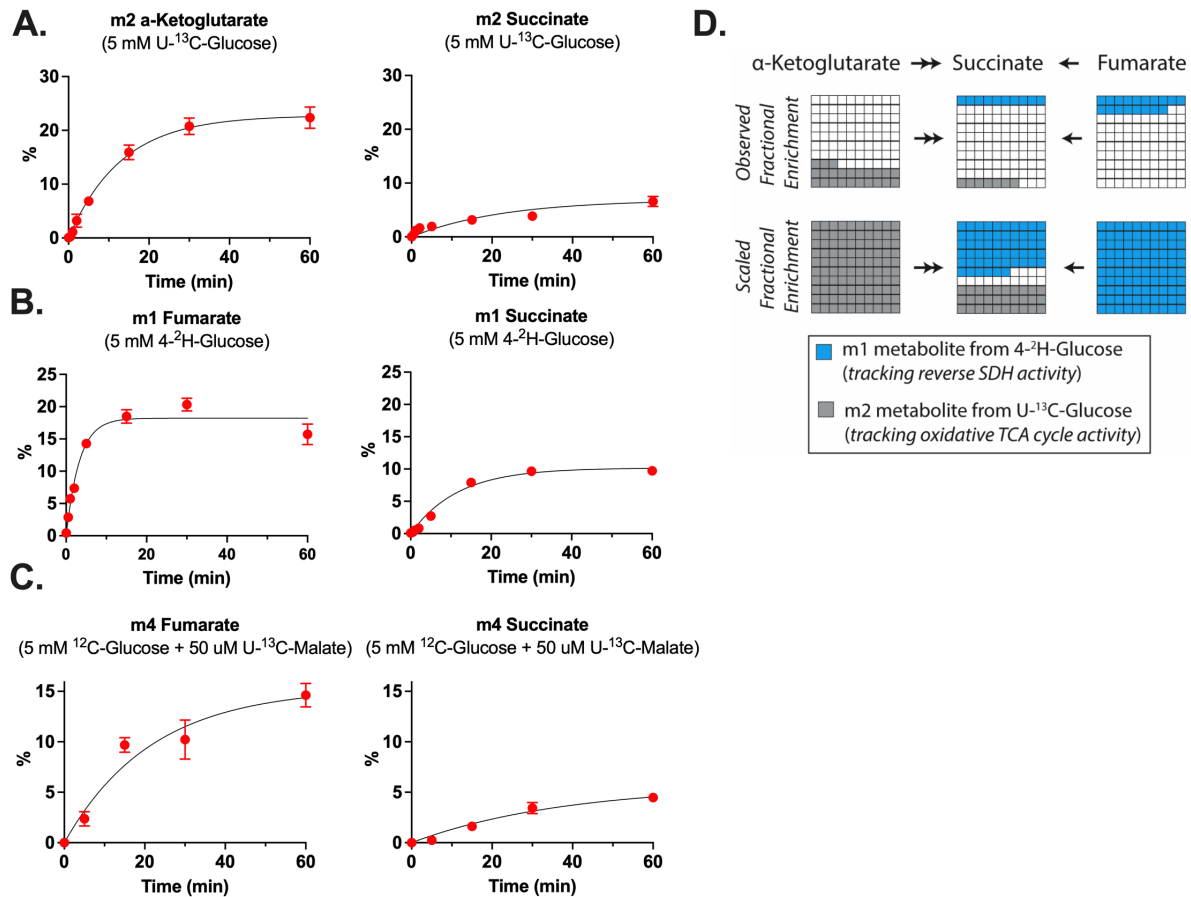 A.
m2 a-Ketoglutarate
(5 mM U-¹³C-Glucose)
30
20
10
0
%
0 20 40 60
Time (min)
m2 Succinate
(5 mM U-¹³C-Glucose)
30
20
10
0
%
0 20 40 60
Time (min)
B.
m1 Fumarate
(5 mM 4-²H-Glucose)
25
20
15
10
5
0
%
0 20 40 60
Time (min)
m1 Succinate
(5 mM 4-²H-Glucose)
25
20
15
10
5
0
%
0 20 40 60
Time (min)
C.
m4 Fumarate
(5 mM ¹²C-Glucose + 50 uM U-¹³C-Malate)
15
10
5
0
%
0 20 40 60
Time (min)
m4 Succinate
(5 mM ¹²C-Glucose + 50 uM U-¹³C-Malate)
15
10
5
0
%
0 20 40 60
Time (min)
D.
α-Ketoglutarate Succinate Fumarate
Observed
Fractional
Enrichment
Scaled
Fractional
Enrichment
m1 metabolite from 4-²H-Glucose
(tracking reverse SDH activity)
m2 metabolite from U-¹³C-Glucose
(tracking oxidative TCA cycle activity)